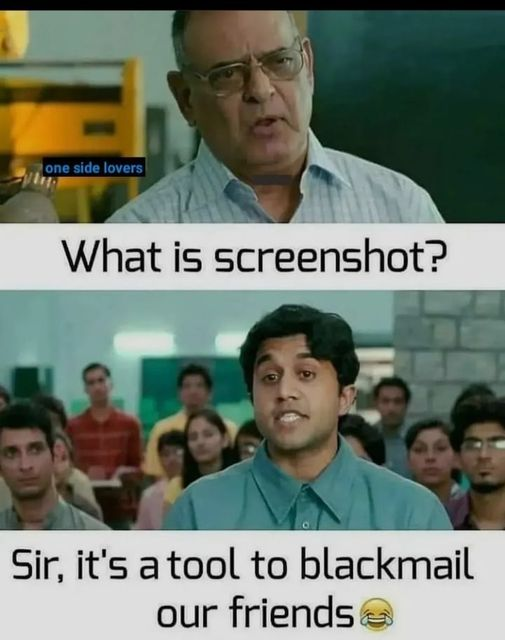 one side lovers
What is screenshot?
Sir, it's a tool to blackmail
our friends😂